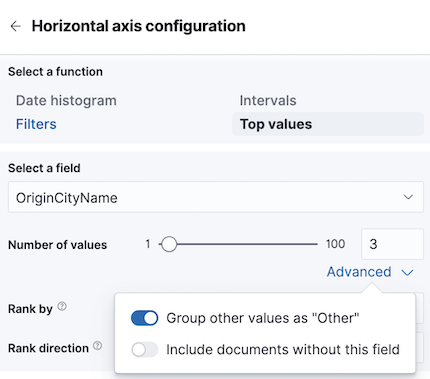 ← Horizontal axis configuration
Select a function
Date histogram Intervals
Filters Top values
Select a field
OriginCityName
Number of values 1 100 3
Advanced
Rank by ?
Group other values as "Other"
Rank direction ?
Include documents without this field